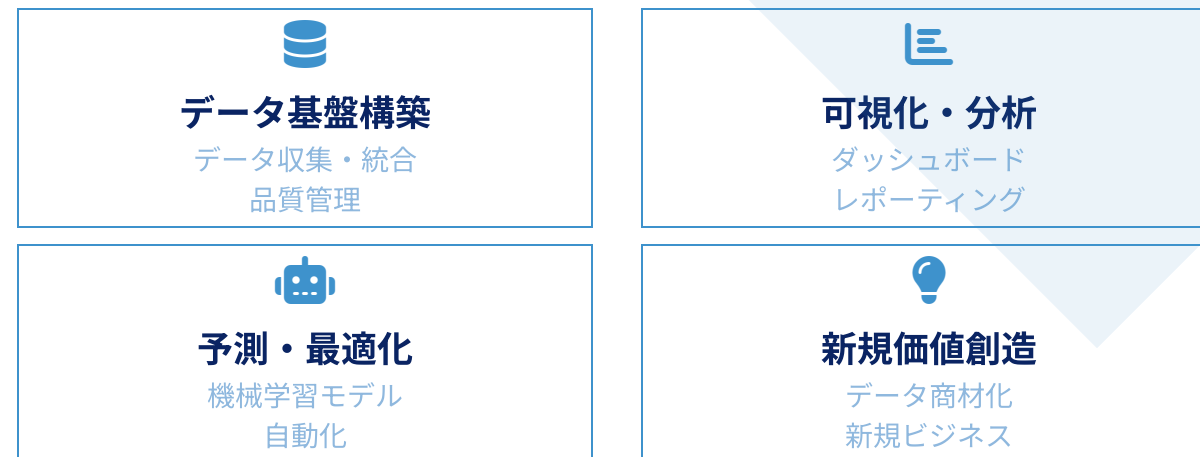 データ基盤構築
データ収集・統合
品質管理
可視化・分析
ダッシュボード
レポーティング
予測・最適化
機械学習モデル
自動化
新規価値創造
データ商材化
新規ビジネス